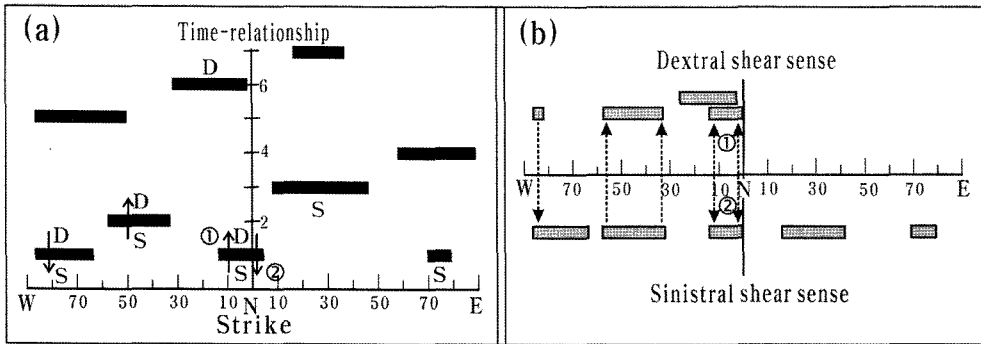 (a)
Time-relationship
D
6
4
2
D
S
D
S
① D
S ②
S
S
W 70 50 30 10 N 10 30 50 70 E
Strike
(b)
Dextral shear sense
①
W 70 50 30 10 N 10 30 50 70 E
②
Sinistral shear sense